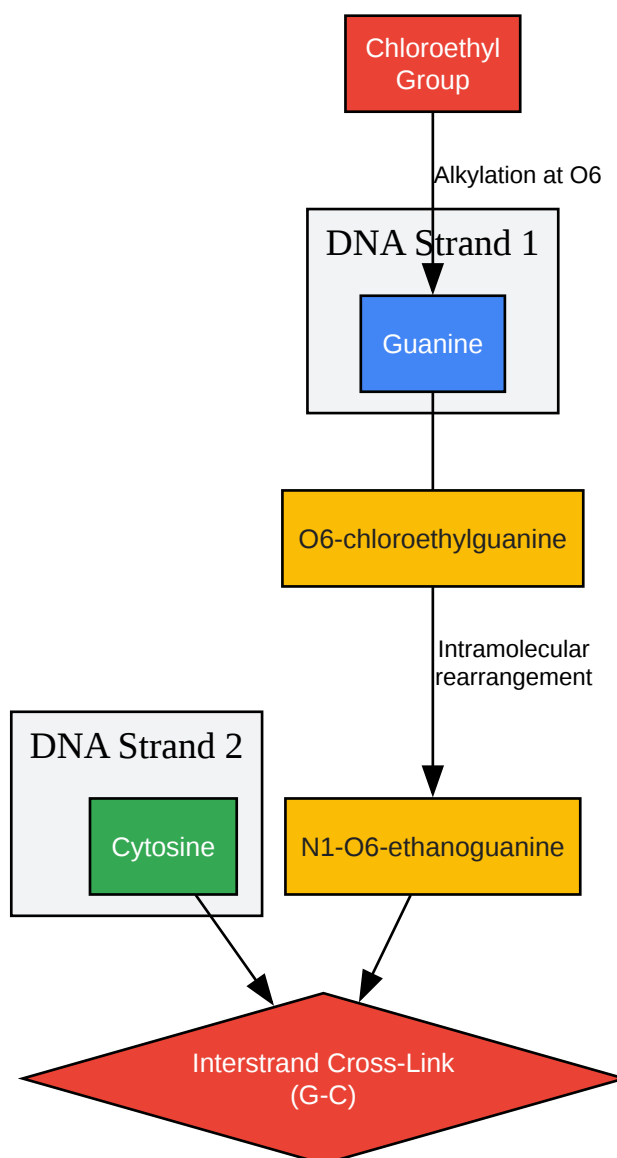 Chloroethyl
Group
Alkylation at O6
DNA Strand 1
Guanine
O6-chloroethylguanine
Intramolecular
rearrangement
DNA Strand 2
Cytosine
N1-O6-ethanoguanine
Interstrand Cross-Link
(G-C)